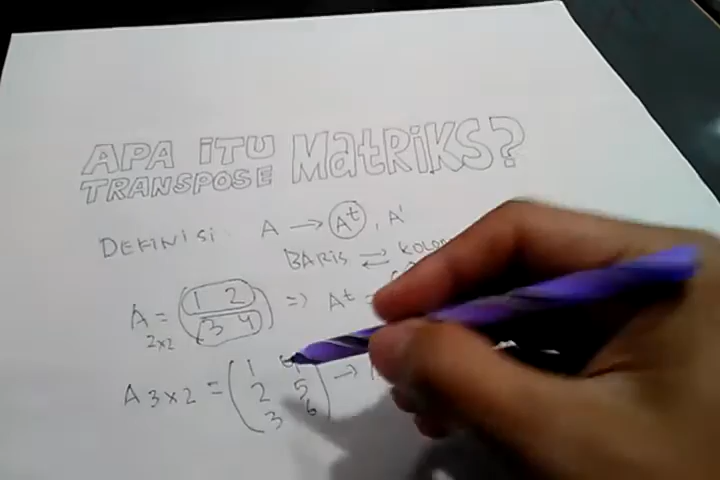 APA ITU MATRIKS?
TRANSPOSE
DEFINISI A → Aᵗ, A'
BARIS ⇄
A 2x2 = (1 2
3 4) => Aᵗ =
A 3x2 = (1
2 5
3 6) →